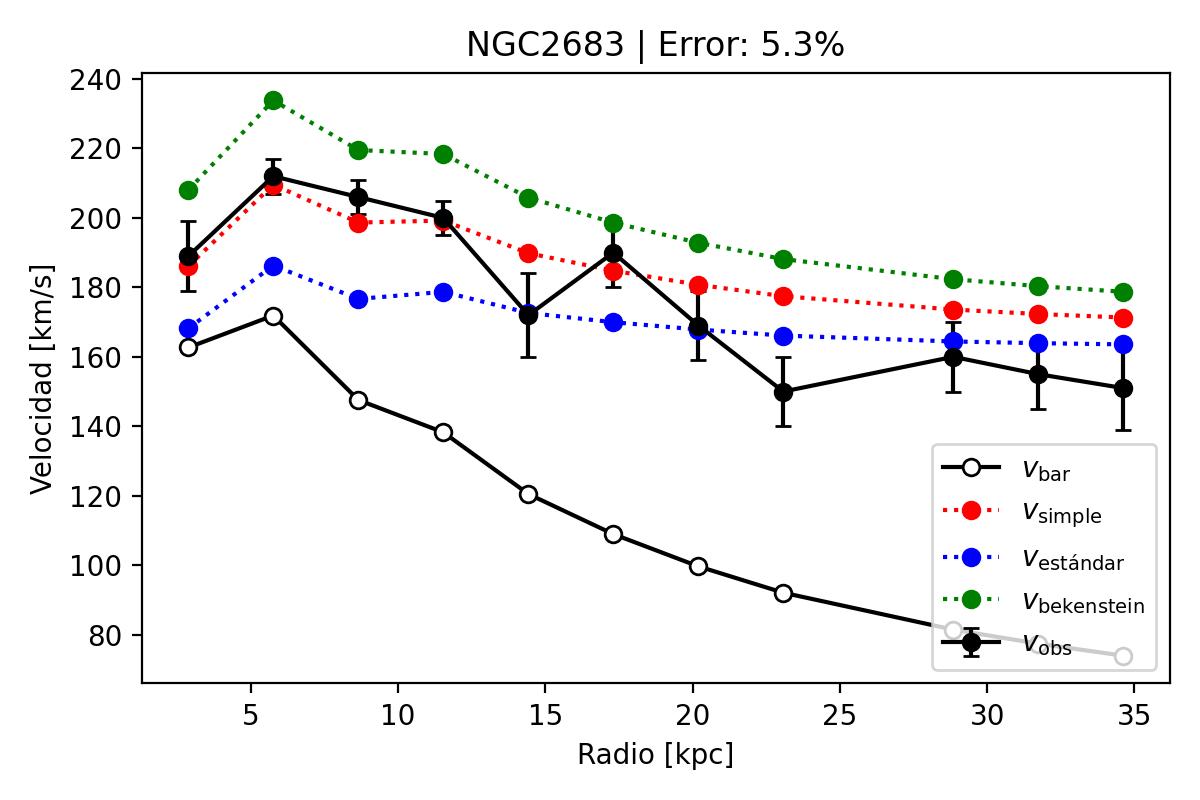 NGC2683 | Error: 5.3%
Velocidad [km/s]
240
220
200
180
160
140
120
100
80
v_bar
v_simple
v_estándar
v_bekenstein
v_obs
5
10
15
20
25
30
35
Radio [kpc]